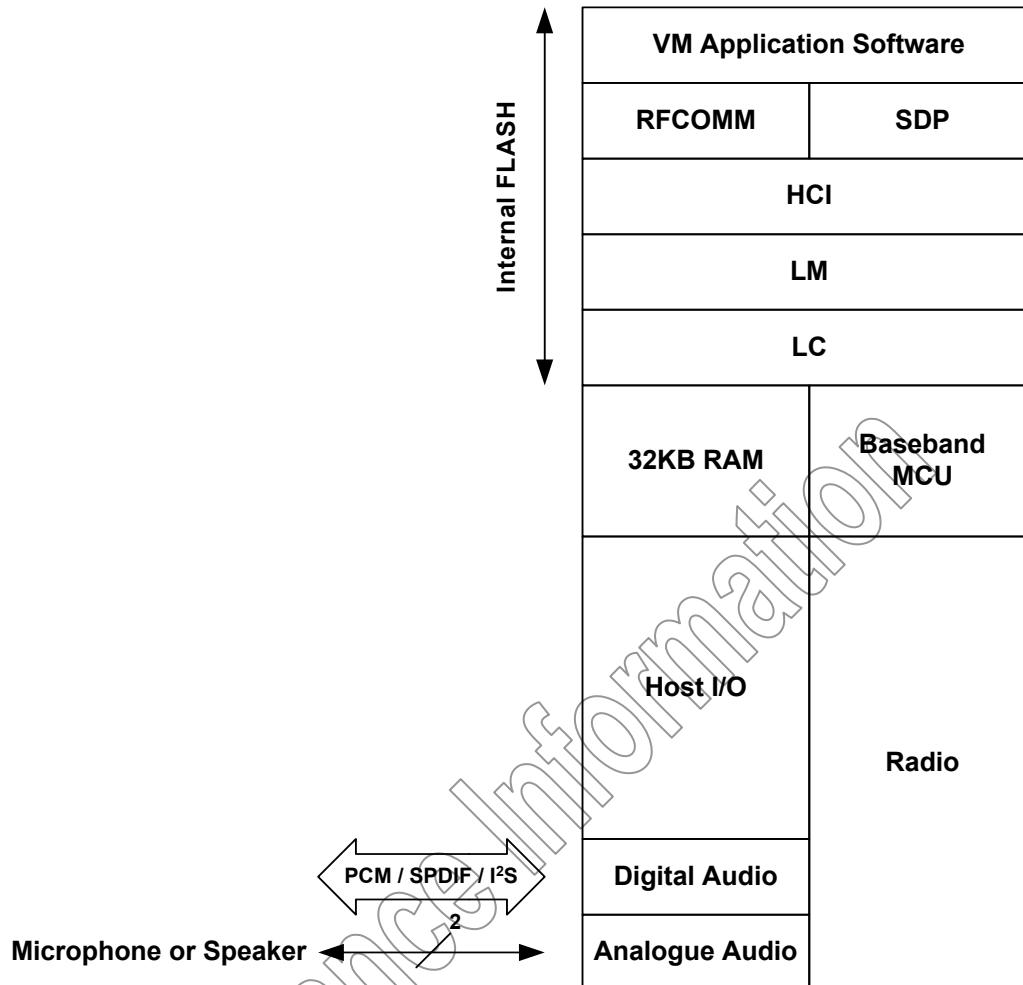 VM Application Software
RFCOMM
SDP
Internal FLASH
HCI
LM
LC
32KB RAM
Baseband
MCU
Host I/O
Radio
PCM / SPDIF / I²S
Digital Audio
2
Microphone or Speaker
Analogue Audio
Information